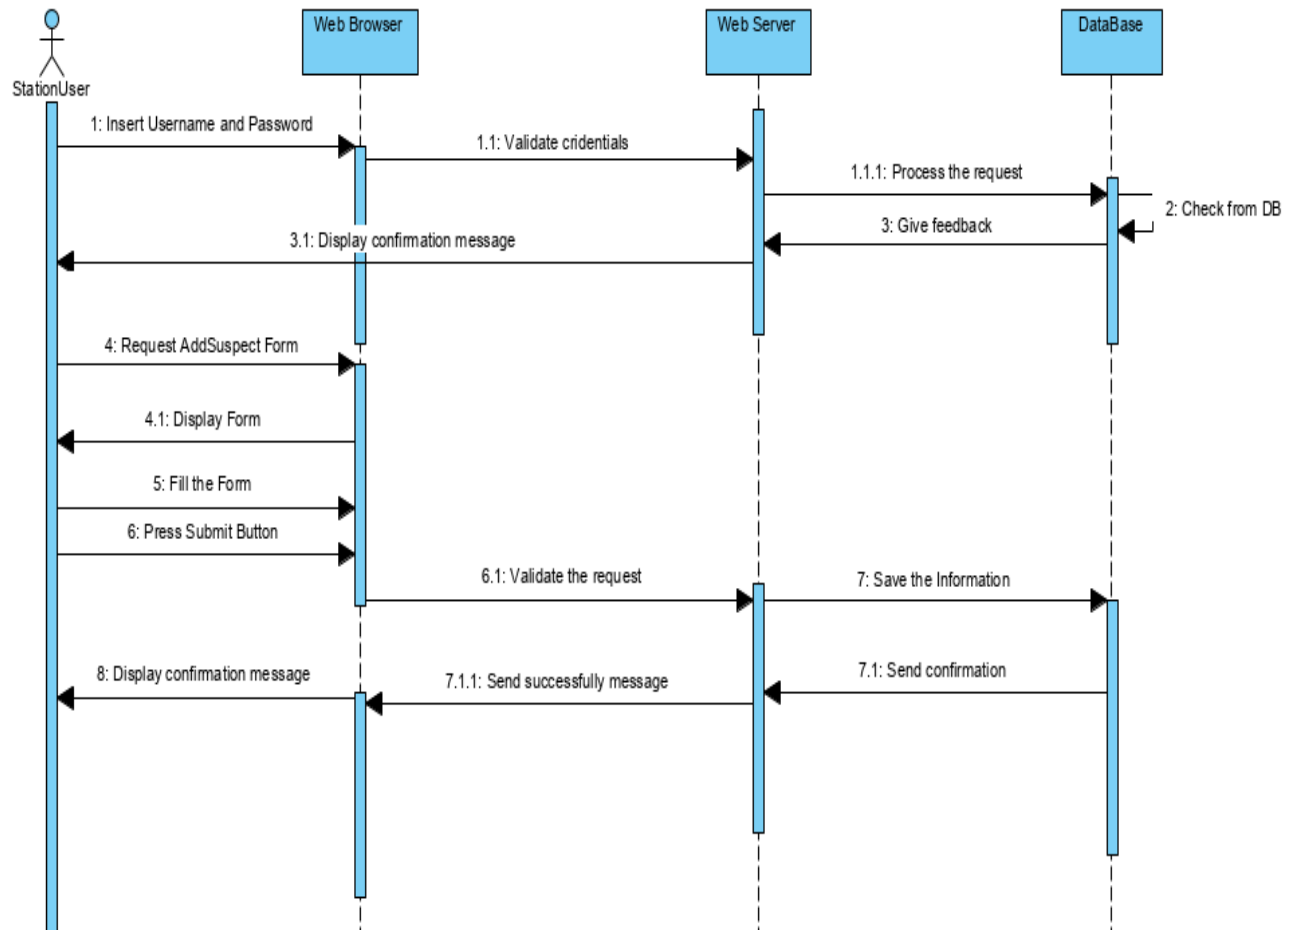 Web Browser
Web Server
DataBase
StationUser
1: Insert Username and Password
1.1: Validate cridentials
1.1.1: Process the request
2: Check from DB
3: Give feedback
3.1: Display confirmation message
4: Request AddSuspect Form
4.1: Display Form
5: Fill the Form
6: Press Submit Button
6.1: Validate the request
7: Save the Information
7.1: Send confirmation
7.1.1: Send successfully message
8: Display confirmation message